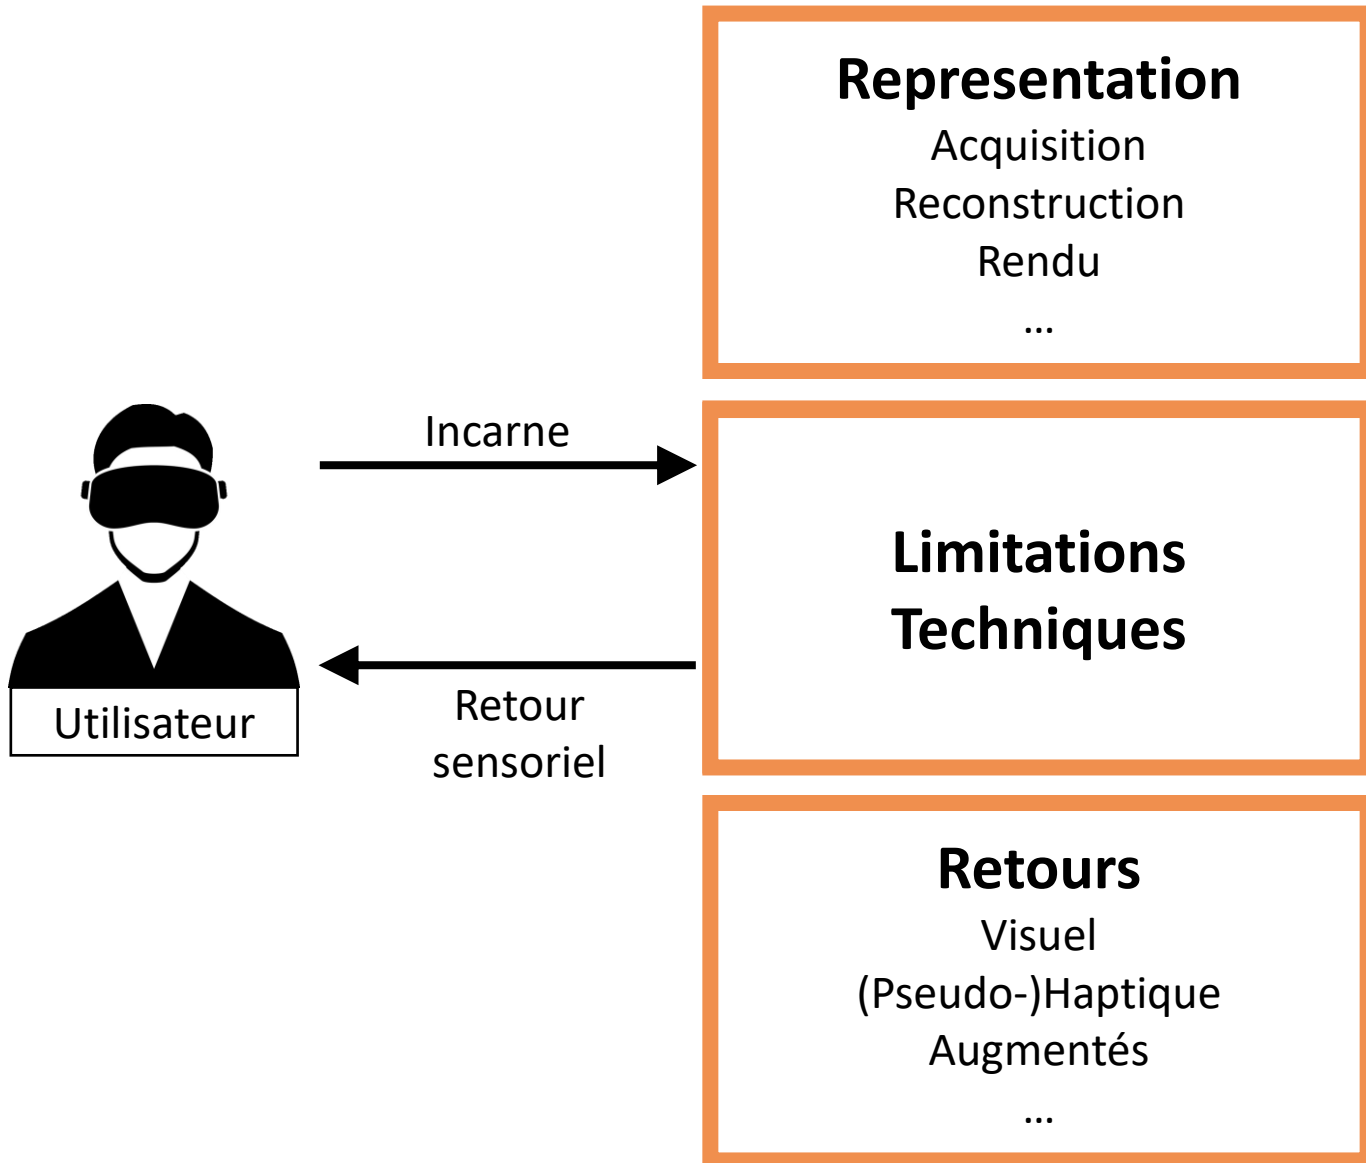 Representation
Acquisition
Reconstruction
Rendu
...
Incarne
Limitations
Techniques
Retour
sensoriel
Utilisateur
Retours
Visuel
(Pseudo-)Haptique
Augmentés
...